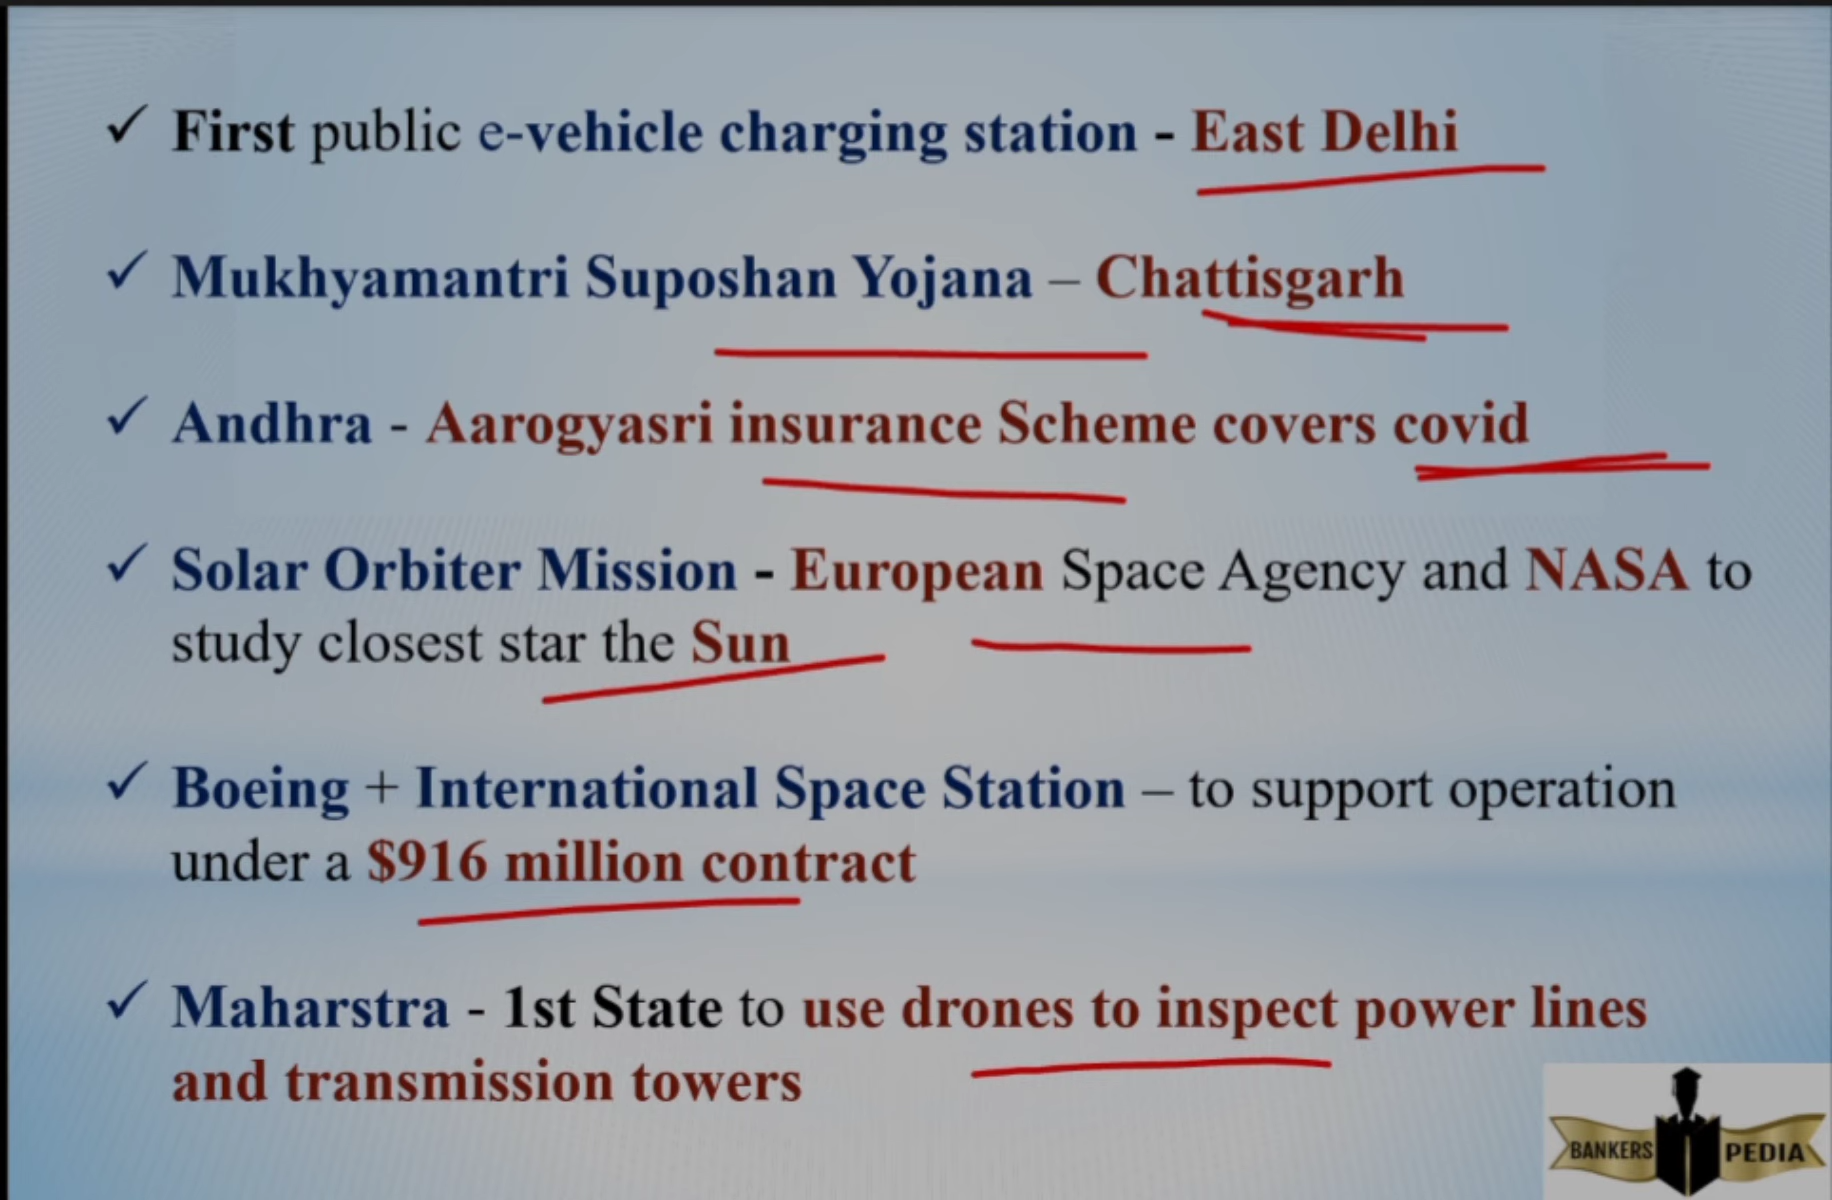 ✓ First public e-vehicle charging station - East Delhi
✓ Mukhyamantri Suposhan Yojana – Chattisgarh
✓ Andhra - Aarogyasri insurance Scheme covers covid
✓ Solar Orbiter Mission - European Space Agency and NASA to
study closest star the Sun
✓ Boeing + International Space Station – to support operation
under a $916 million contract
✓ Maharstra - 1st State to use drones to inspect power lines
and transmission towers
BANKERS PEDIA